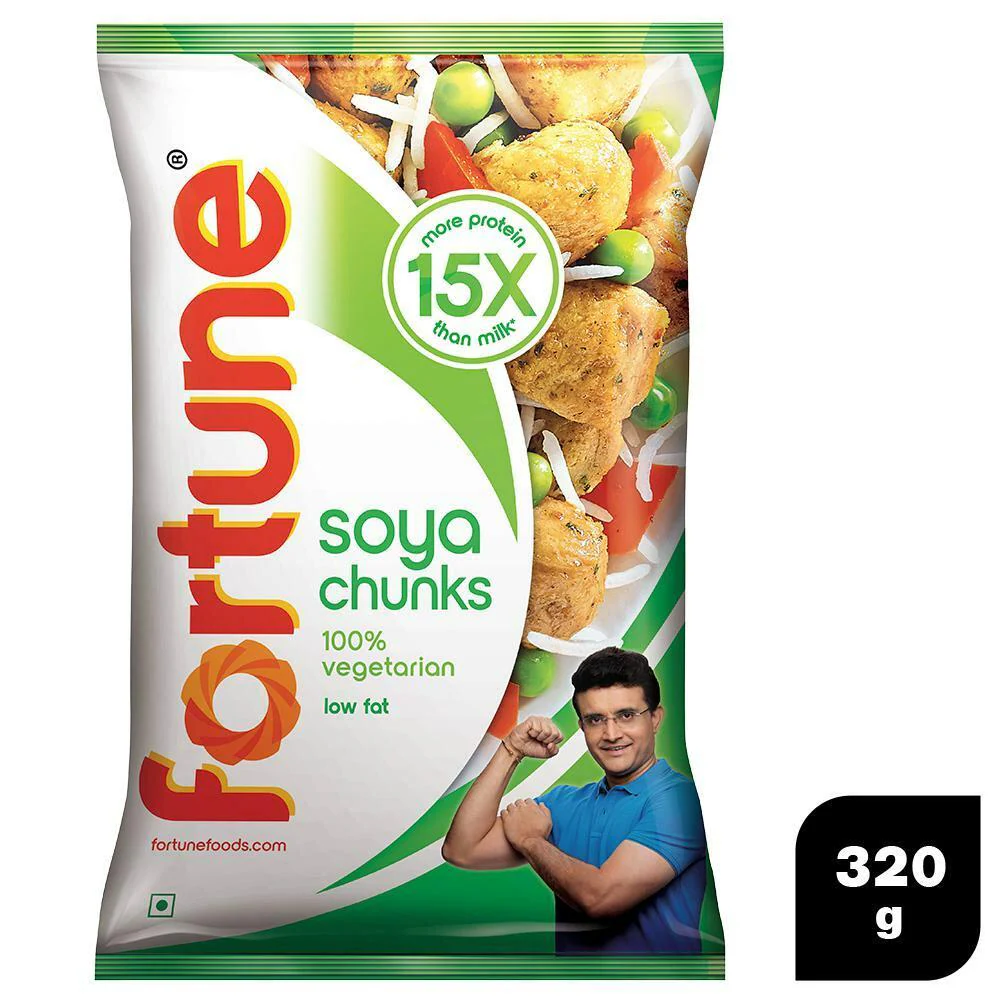 fortune®
more protein
15X
than milk*
soya
chunks
100%
vegetarian
low fat
fortunefoods.com
320
g